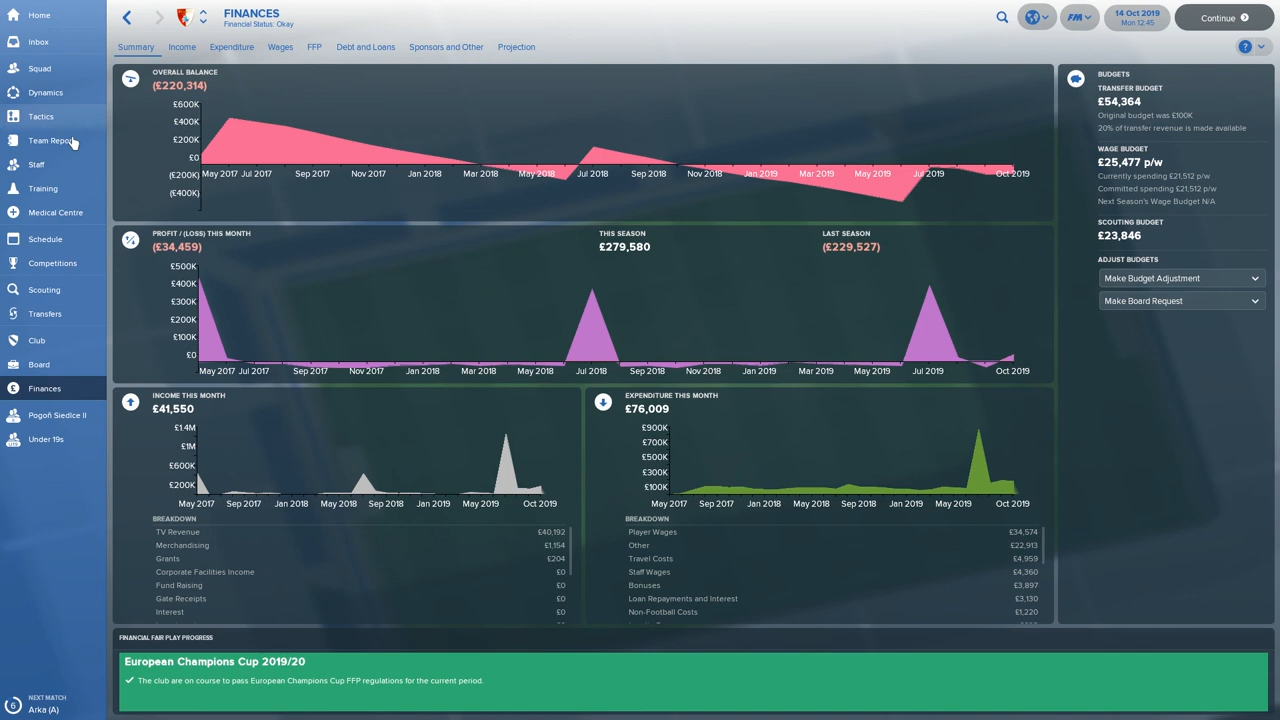 Home
Inbox
Squad
Dynamics
Tactics
Team Repo
Staff
Training
Medical Centre
Schedule
Competitions
Scouting
Transfers
Club
Board
Finances
Pogoń Siedlce II
Under 19s
6
NEXT MATCH
Arka (A)
FINANCES
Financial Status: Okay
FM
14 Oct 2019
Mon 12:45
Continue
Summary Income Expenditure Wages FFP Debt and Loans Sponsors and Other Projection
?
OVERALL BALANCE
(£220,314)
£600K
£400K
£200K
£0
(£200K)
(£400K)
May 2017 Jul 2017 Sep 2017 Nov 2017 Jan 2018 Mar 2018 May 2018 Jul 2018 Sep 2018 Nov 2018 Jan 2019 Mar 2019 May 2019 Jul 2019 Oct 2019
PROFIT / (LOSS) THIS MONTH
(£34,459)
THIS SEASON
£279,580
LAST SEASON
(£229,527)
£500K
£400K
£300K
£200K
£100K
£0
May 2017 Jul 2017 Sep 2017 Nov 2017 Jan 2018 Mar 2018 May 2018 Jul 2018 Sep 2018 Nov 2018 Jan 2019 Mar 2019 May 2019 Jul 2019 Oct 2019
INCOME THIS MONTH
£41,550
£1.4M
£1M
£600K
£200K
May 2017 Sep 2017 Jan 2018 May 2018 Sep 2018 Jan 2019 May 2019 Oct 2019
BREAKDOWN
TV Revenue £40,192
Merchandising £1,154
Grants £204
Corporate Facilities Income £0
Fund Raising £0
Gate Receipts £0
Interest £0
EXPENDITURE THIS MONTH
£76,009
£900K
£700K
£500K
£300K
£100K
May 2017 Sep 2017 Jan 2018 May 2018 Sep 2018 Jan 2019 May 2019 Oct 2019
BREAKDOWN
Player Wages £34,574
Other £22,913
Travel Costs £4,959
Staff Wages £4,360
Bonuses £3,897
Loan Repayments and Interest £3,130
Non-Football Costs £1,220
BUDGETS
TRANSFER BUDGET
£54,364
Original budget was £100K
20% of transfer revenue is made available
WAGE BUDGET
£25,477 p/w
Currently spending £21,512 p/w
Committed spending £21,512 p/w
Next Season's Wage Budget N/A
SCOUTING BUDGET
£23,846
ADJUST BUDGETS
Make Budget Adjustment
Make Board Request
FINANCIAL FAIR PLAY PROGRESS
European Champions Cup 2019/20
The club are on course to pass European Champions Cup FFP regulations for the current period.